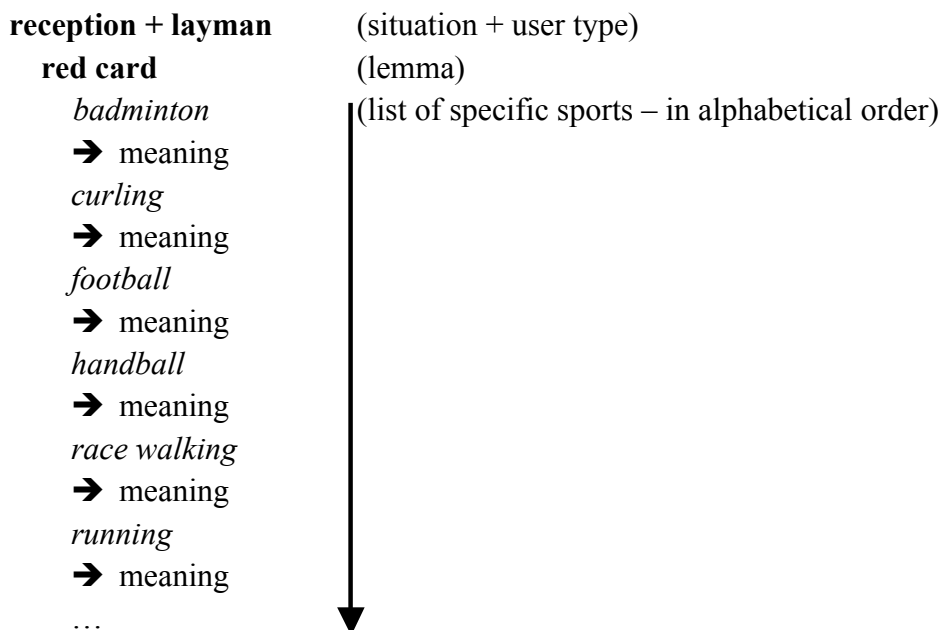 reception + layman (situation + user type)
red card (lemma)
badminton (list of specific sports – in alphabetical order)
➔ meaning
curling
➔ meaning
football
➔ meaning
handball
➔ meaning
race walking
➔ meaning
running
➔ meaning
…